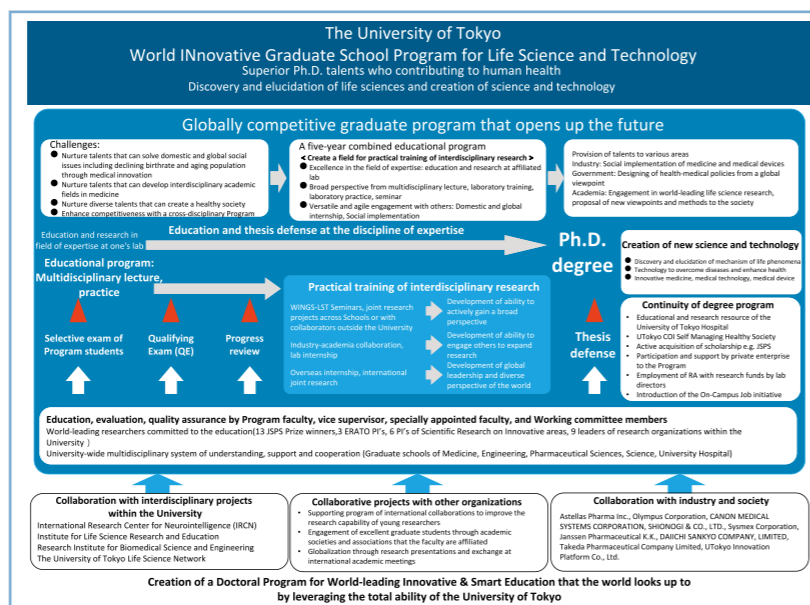 The University of Tokyo
World INnovative Graduate School Program for Life Science and Technology
Superior Ph.D. talents who contributing to human health
Discovery and elucidation of life sciences and creation of science and technology
Globally competitive graduate program that opens up the future
Challenges:
● Nurture talents that can solve domestic and global social
issues including declining birthrate and aging population
through medical innovation
● Nurture talents that can develop interdisciplinary academic
fields in medicine
● Nurture diverse talents that can create a healthy society
● Enhance competitiveness with a cross-disciplinary Program
A five-year combined educational program
< Create a field for practical training of interdisciplinary research >
● Excellence in the field of expertise: education and research at affiliated
lab
● Broad perspective from multidisciplinary lecture, laboratory training,
laboratory practice, seminar
● Versatile and agile engagement with others: Domestic and global
internship, Social implementation
Provision of talents to various areas
Industry: Social implementation of medicine and medical devices
Government: Designing of health-medical policies from a global
viewpoint
Academia: Engagement in world-leading life science research,
proposal of new viewpoints and methods to the society
Education and research in
field of expertise at one's lab
Education and thesis defense at the discipline of expertise
Ph.D.
degree
Educational program:
Multidisciplinary lecture,
practice
Practical training of interdisciplinary research
WINGS-LST Seminars, joint research
projects across Schools or with
collaborators outside the University
Development of ability to
actively gain a broad
perspective
Industry-academia collaboration,
lab internship
Development of ability to
engage others to expand
research
Overseas internship, international
joint research
Development of global
leadership and diverse
perspective of the world
Selective exam of
Program students
Qualifying
Exam (QE)
Progress
review
Thesis
defense
Creation of new science and technology
● Discovery and elucidation of mechanism of life phenomena
● Technology to overcome diseases and enhance health
● Innovative medicine, medical technology, medical device
Continuity of degree program
• Educational and research resource of the
University of Tokyo Hospital
• UTokyo COI Self Managing Healthy Society
• Active acquisition of scholarship e.g. JSPS
• Participation and support by private enterprise
to the Program
• Employment of RA with research funds by lab
directors
• Introduction of the On-Campus Job initiative
Education, evaluation, quality assurance by Program faculty, vice supervisor, specially appointed faculty, and Working committee members
World-leading researchers committed to the education(13 JSPS Prize winners,3 ERATO PI's, 6 PI's of Scientific Research on Innovative areas, 9 leaders of research organizations within the
University )
University-wide multidisciplinary system of understanding, support and cooperation (Graduate schools of Medicine, Engineering, Pharmaceutical Sciences, Science, University Hospital)
Collaboration with interdisciplinary projects
within the University
International Research Center for Neurointelligence (IRCN)
Institute for Life Science Research and Education
Research Institute for Biomedical Science and Engineering
The University of Tokyo Life Science Network
Collaborative projects with other organizations
• Supporting program of international collaborations to improve the
research capability of young researchers
• Engagement of excellent graduate students through academic
societies and associations that the faculty are affiliated
• Globalization through research presentations and exchange at
international academic meetings
Collaboration with industry and society
Astellas Pharma Inc., Olympus Corporation, CANON MEDICAL
SYSTEMS CORPORATION, SHIONOGI & CO., LTD., Sysmex Corporation,
Janssen Pharmaceutical K.K., DAIICHI SANKYO COMPANY, LIMITED,
Takeda Pharmaceutical Company Limited, UTokyo Innovation
Platform Co., Ltd.
Creation of a Doctoral Program for World-leading Innovative & Smart Education that the world looks up to
by leveraging the total ability of the University of Tokyo